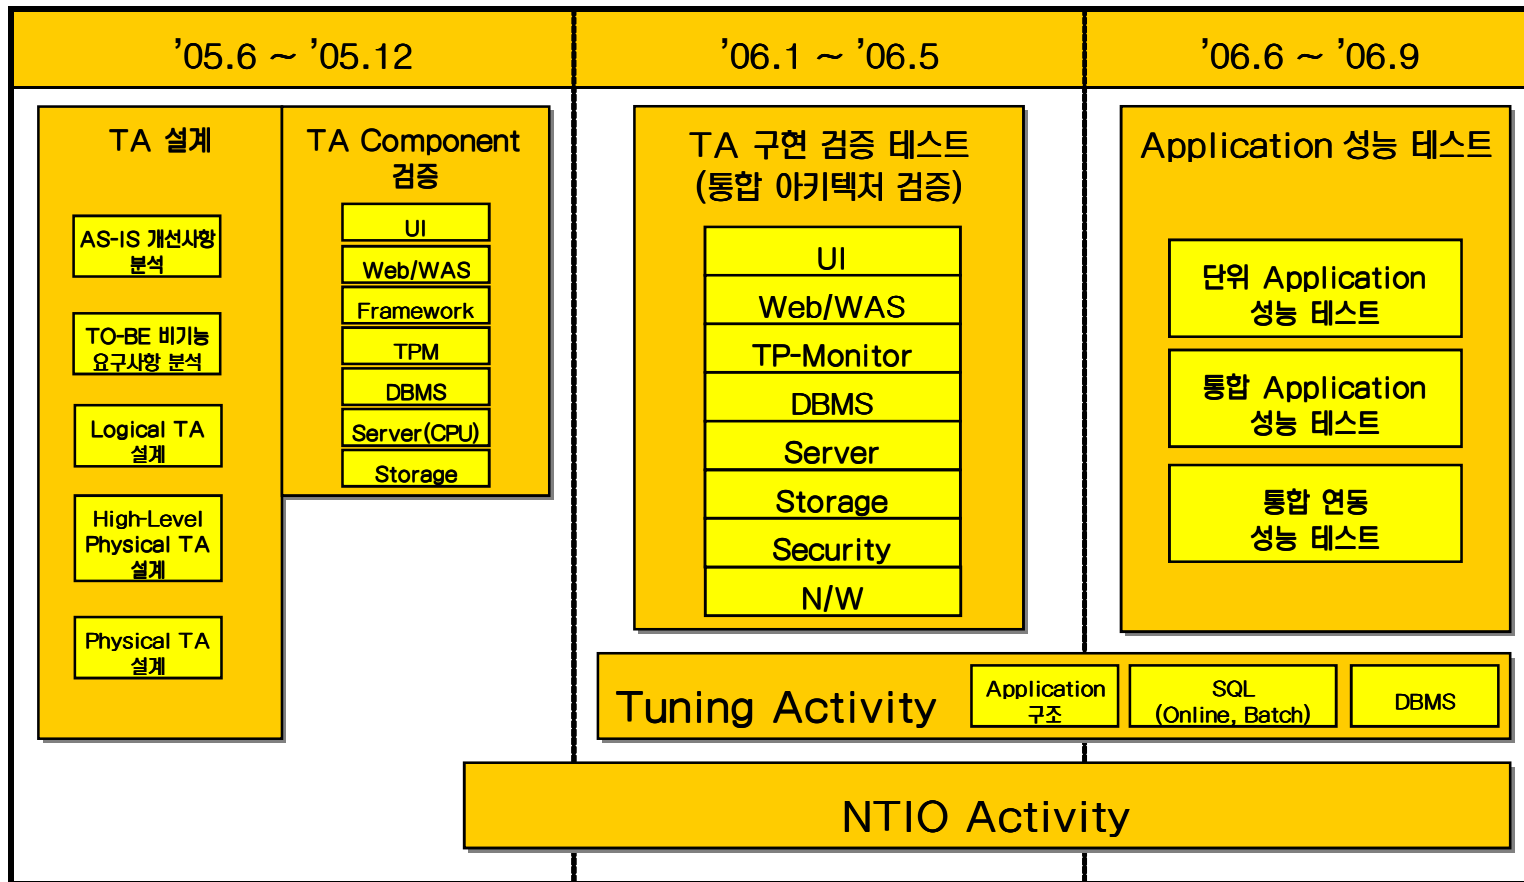 ’05.6 ~ ’05.12
’06.1 ~ ’06.5
’06.6 ~ ’06.9
TA 설계
AS-IS 개선사항
분석
TO-BE 비기능
요구사항 분석
Logical TA
설계
High-Level
Physical TA
설계
Physical TA
설계
TA Component
검증
UI
Web/WAS
Framework
TPM
DBMS
Server(CPU)
Storage
TA 구현 검증 테스트
(통합 아키텍처 검증)
UI
Web/WAS
TP-Monitor
DBMS
Server
Storage
Security
N/W
Application 성능 테스트
단위 Application
성능 테스트
통합 Application
성능 테스트
통합 연동
성능 테스트
Tuning Activity
Application
구조
SQL
(Online, Batch)
DBMS
NTIO Activity